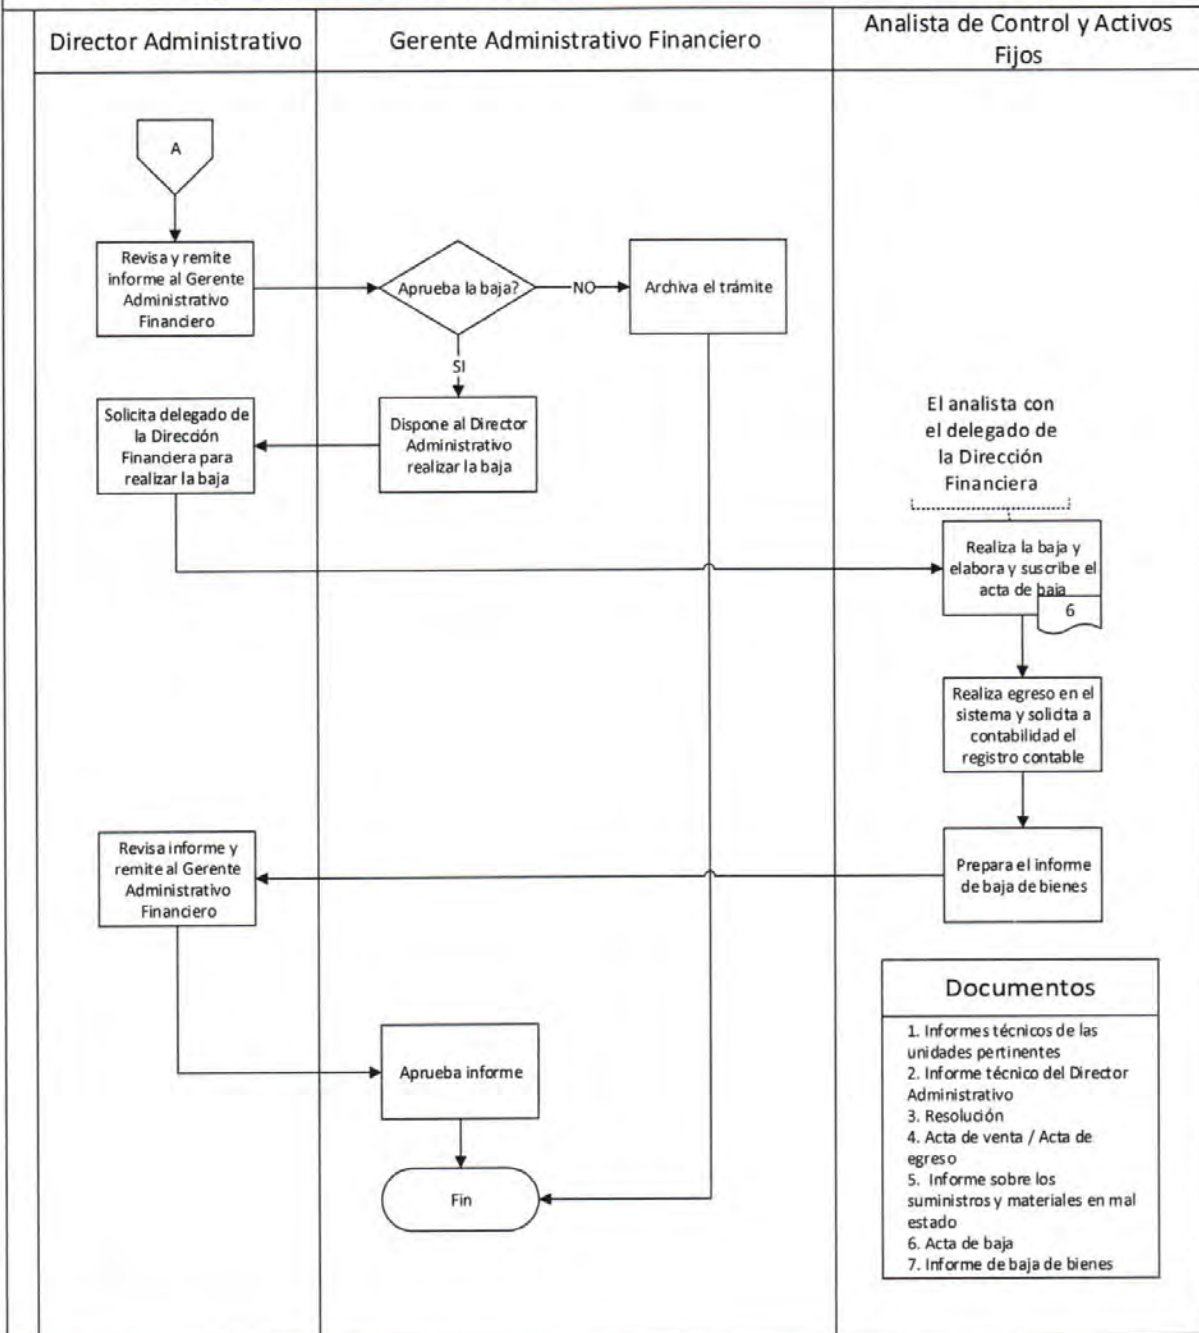 Director Administrativo
Gerente Administrativo Financiero
Analista de Control y Activos
Fijos
A
Revisa y remite
informe al Gerente
Administrativo
Financiero
Aprueba la baja?
NO
Archiva el trámite
SI
Solicita delegado de
la Dirección
Financiera para
realizar la baja
Dispone al Director
Administrativo
realizar la baja
El analista con
el delegado de
la Dirección
Financiera
Realiza la baja y
elabora y suscribe el
acta de baja
6
Realiza egreso en el
sistema y solicita a
contabilidad el
registro contable
Revisa informe y
remite al Gerente
Administrativo
Financiero
Prepara el informe
de baja de bienes
Aprueba informe
Fin
Documentos
1. Informes técnicos de las
unidades pertinentes
2. Informe técnico del Director
Administrativo
3. Resolución
4. Acta de venta / Acta de
egreso
5. Informe sobre los
suministros y materiales en mal
estado
6. Acta de baja
7. Informe de baja de bienes